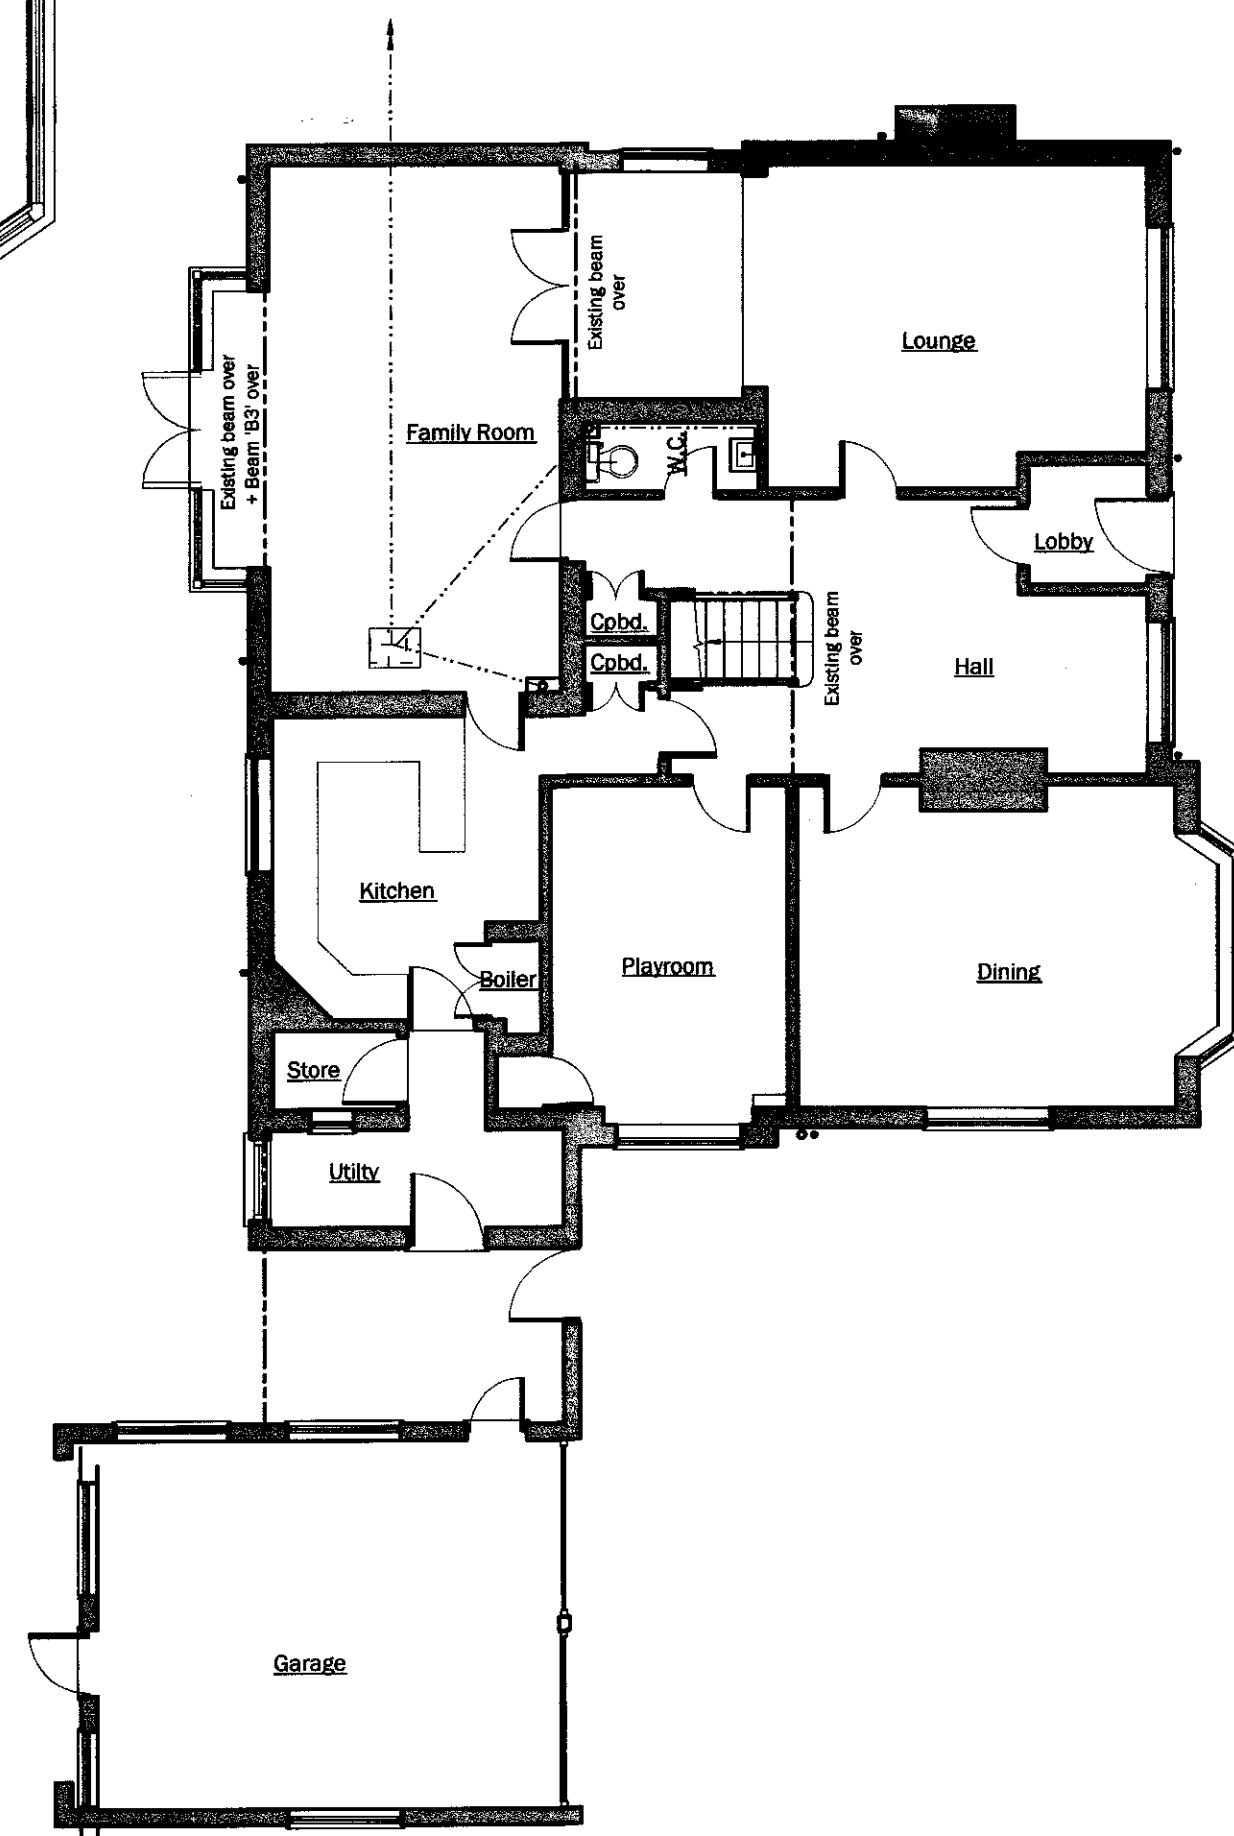 Existing beam
over
Lounge
Existing beam over
+ Beam 'B3' over
Family Room
W.C.
Lobby
Cpbd.
Cpbd.
Existing beam
over
Hall
Kitchen
Boiler
Playroom
Dining
Store
Utilty
Garage